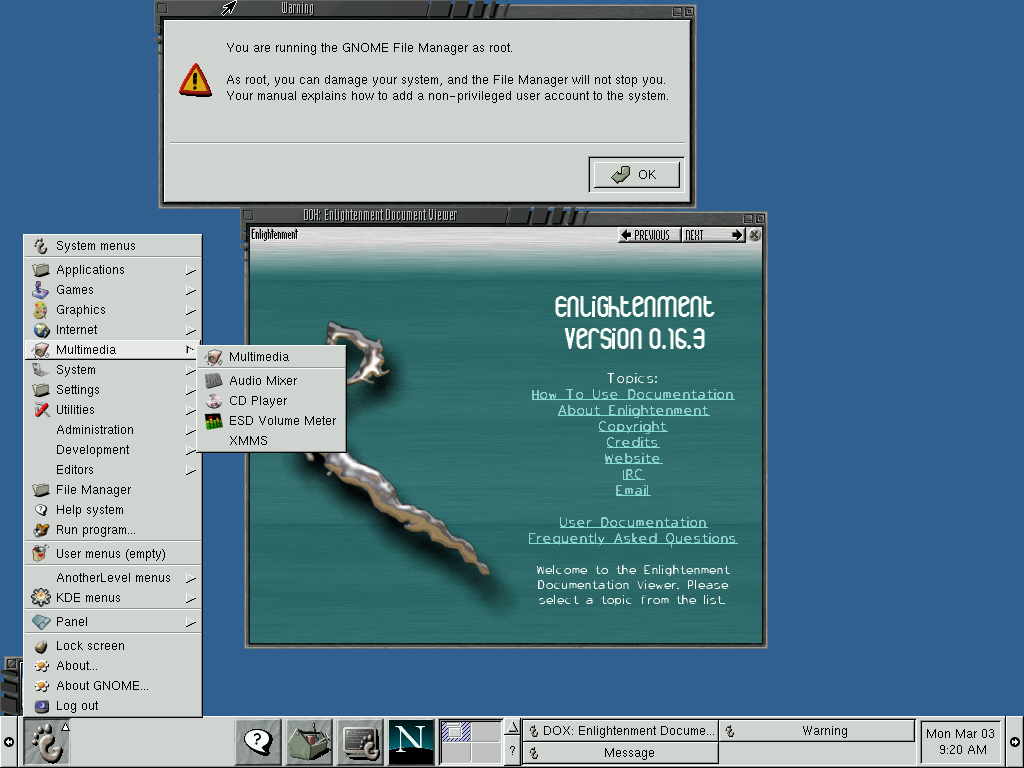 Warning
You are running the GNOME File Manager as root.
As root, you can damage your system, and the File Manager will not stop you.
Your manual explains how to add a non-privileged user account to the system.
OK
DOX: Enlightenment Document Viewer
Enlightenment
PREVIOUS
NEXT
Enlightenment
version 0.16.3
Topics:
How To Use Documentation
About Enlightenment
Copyright
Credits
Website
IRC
Email
User Documentation
Frequently Asked Questions
Welcome to the Enlightenment
Documentation Viewer. Please
select a topic from the list.
System menus
Applications
Games
Graphics
Internet
Multimedia
System
Settings
Utilities
Administration
Development
Editors
File Manager
Help system
Run program...
User menus (empty)
AnotherLevel menus
KDE menus
Panel
Lock screen
About...
About GNOME...
Log out
Multimedia
Audio Mixer
CD Player
ESD Volume Meter
XMMS
?
N
?
DOX: Enlightenment Docume...
Warning
Message
Mon Mar 03
9:20 AM